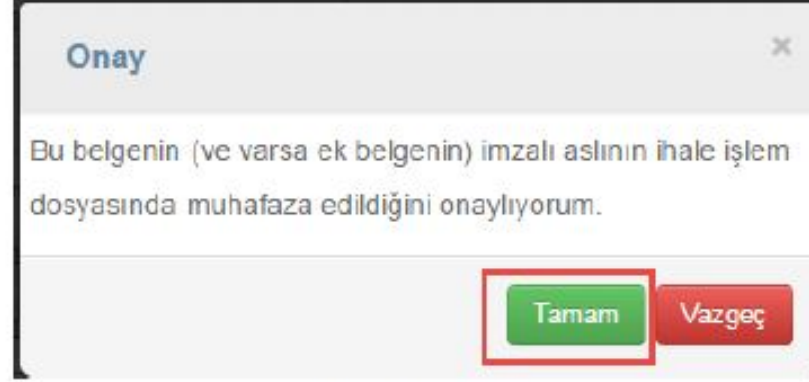 Onay
×
Bu belgenin (ve varsa ek belgenin) imzalı aslının ihale işlem
dosyasında muhafaza edildiğini onaylıyorum.
Tamam Vazgeç